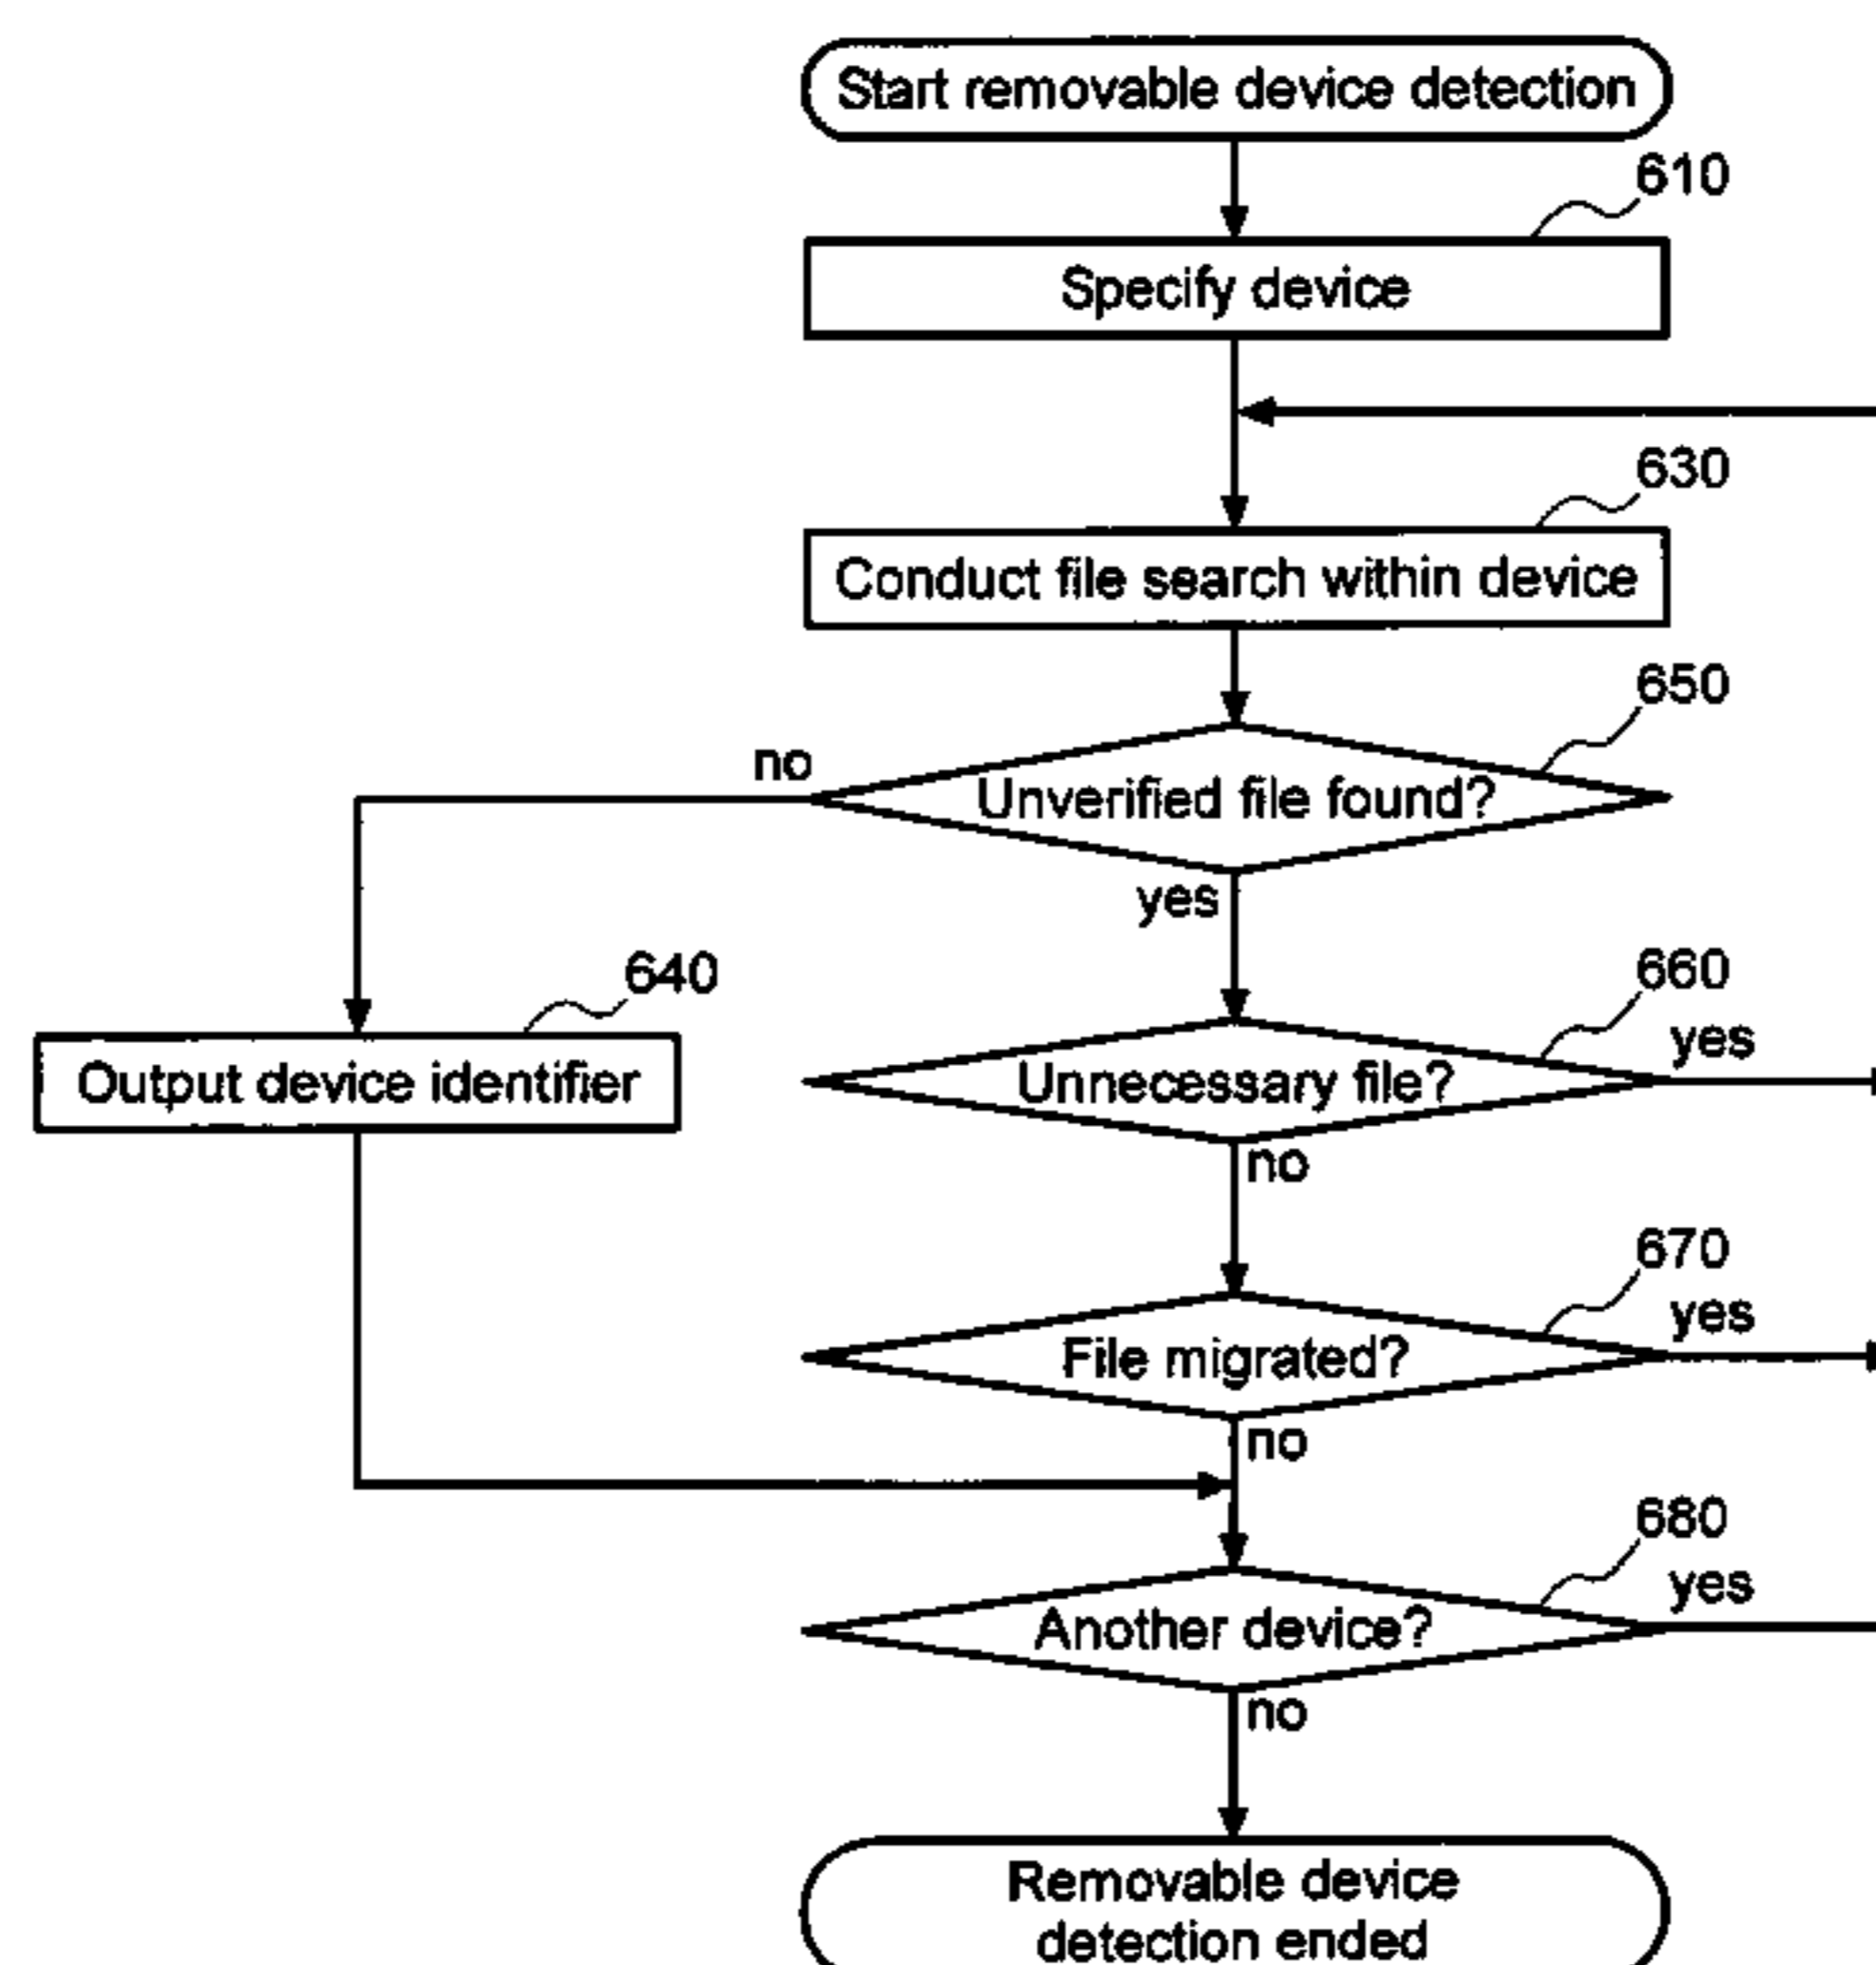 Start removable device detection
610
Specify device
630
Conduct file search within device
650
no
Unverified file found?
yes
640
Output device identifier
660
yes
Unnecessary file?
no
670
yes
File migrated?
no
680
yes
Another device?
no
Removable device
detection ended